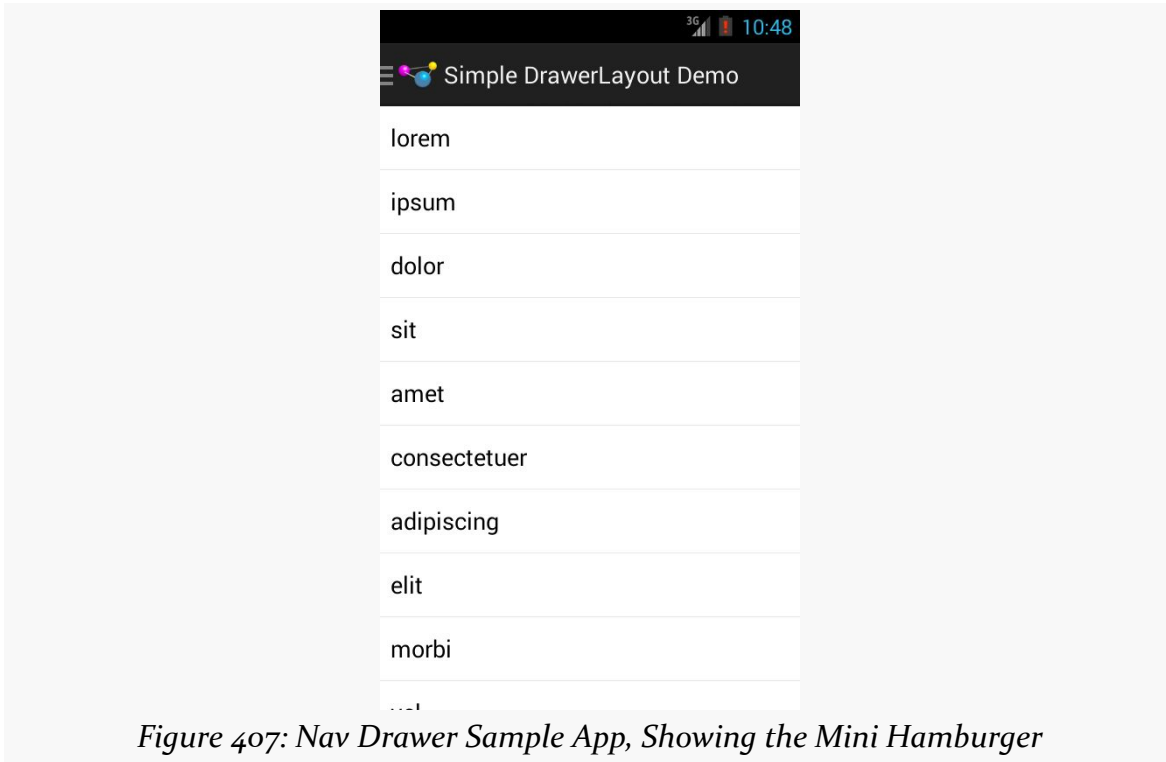 3G 10:48
Simple DrawerLayout Demo
lorem
ipsum
dolor
sit
amet
consectetuer
adipiscing
elit
morbi
Figure 407: Nav Drawer Sample App, Showing the Mini Hamburger